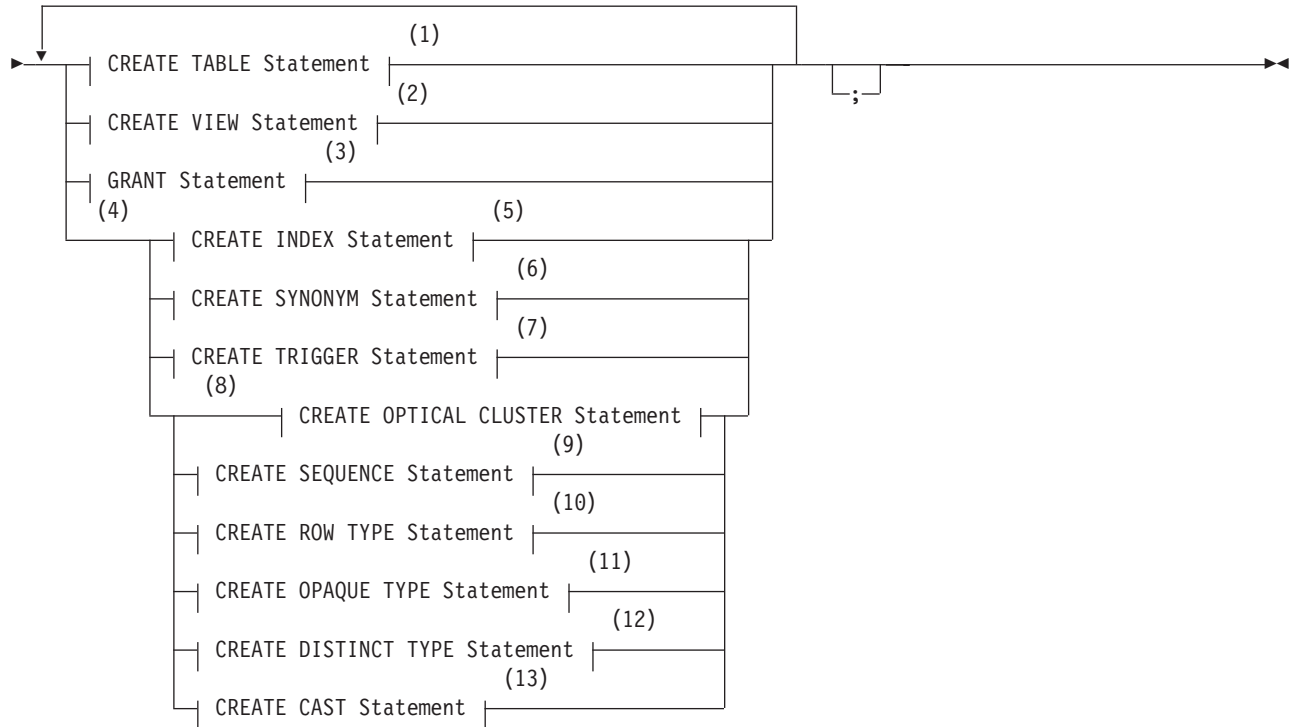 (1)
CREATE TABLE Statement
(2)
CREATE VIEW Statement
;
(3)
GRANT Statement
(4)
(5)
CREATE INDEX Statement
(6)
CREATE SYNONYM Statement
(7)
CREATE TRIGGER Statement
(8)
CREATE OPTICAL CLUSTER Statement
(9)
CREATE SEQUENCE Statement
(10)
CREATE ROW TYPE Statement
(11)
CREATE OPAQUE TYPE Statement
(12)
CREATE DISTINCT TYPE Statement
(13)
CREATE CAST Statement